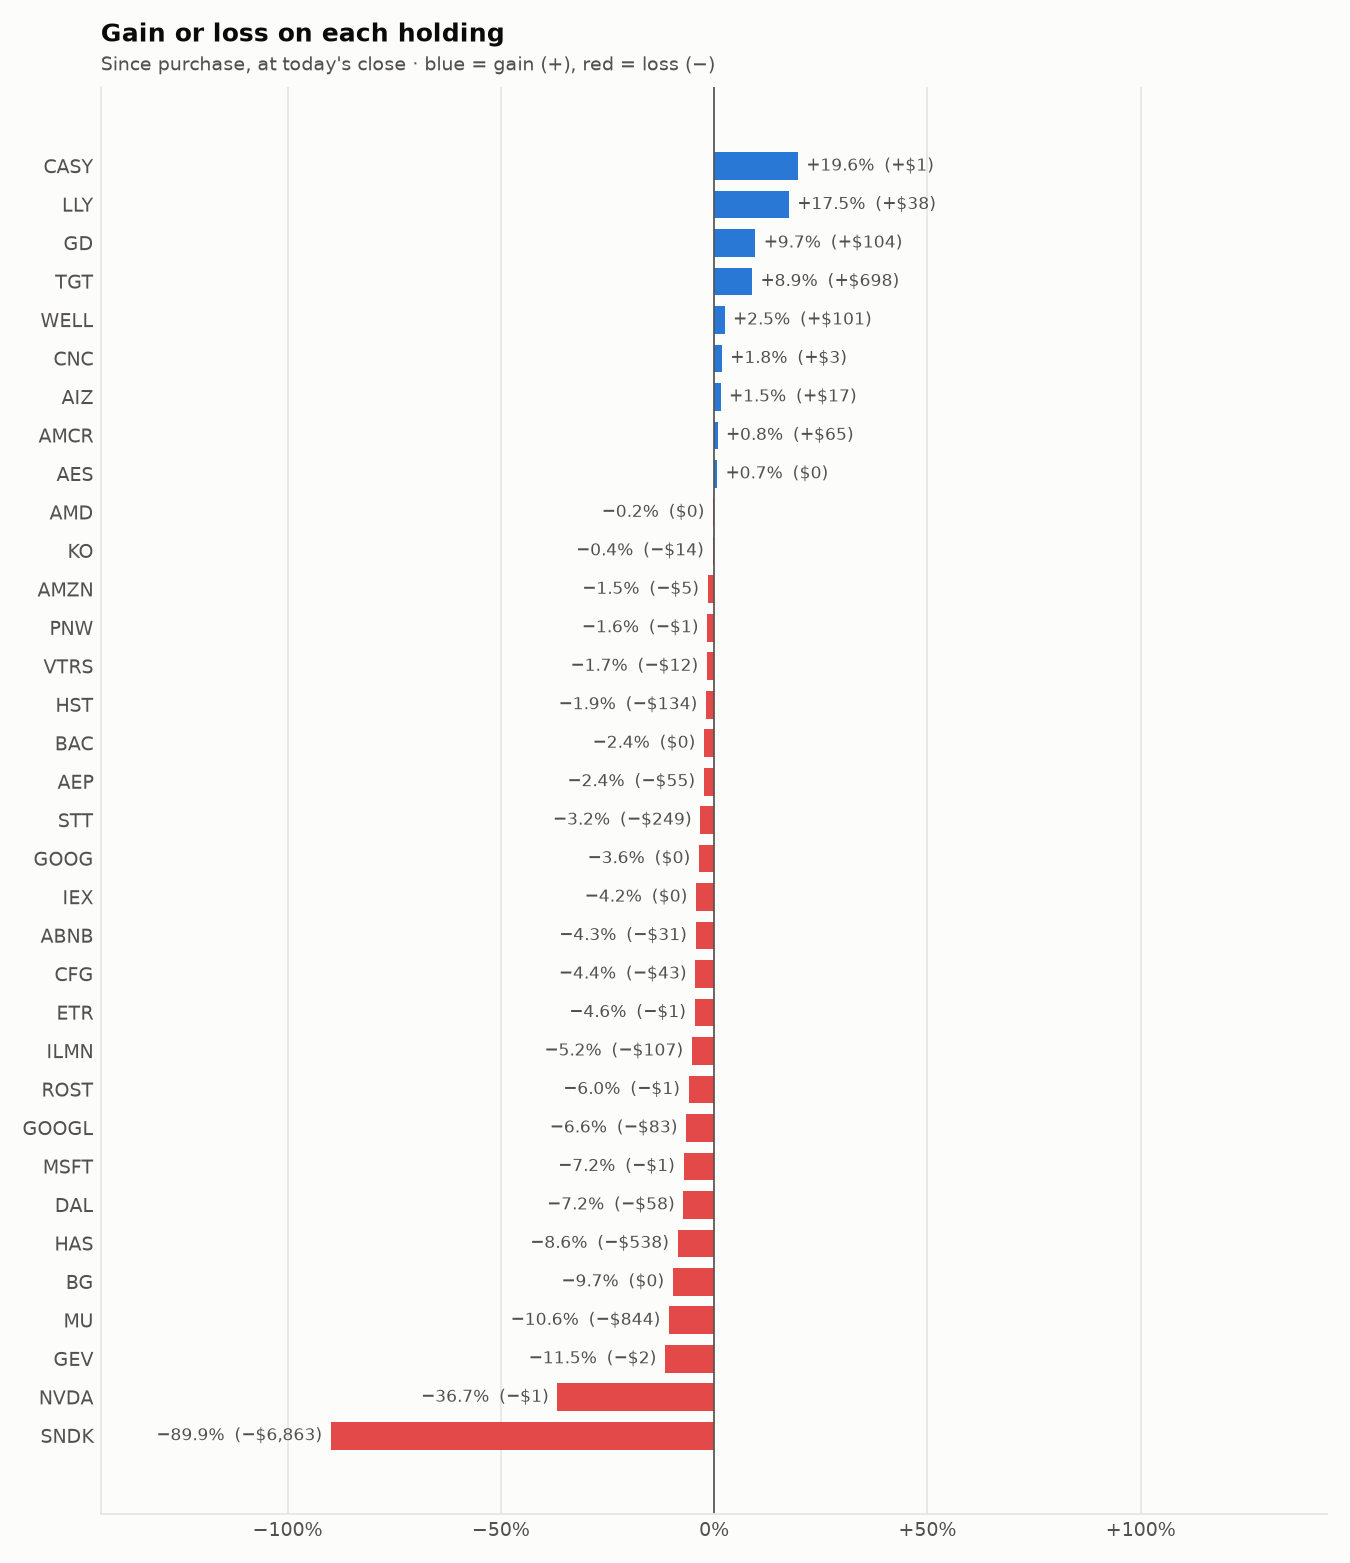 Gain or loss on each holding
Since purchase, at today's close · blue = gain (+), red = loss (−)
CASY +19.6% (+$1)
LLY +17.5% (+$38)
GD +9.7% (+$104)
TGT +8.9% (+$698)
WELL +2.5% (+$101)
CNC +1.8% (+$3)
AIZ +1.5% (+$17)
AMCR +0.8% (+$65)
AES +0.7% ($0)
AMD −0.2% ($0)
KO −0.4% (−$14)
AMZN −1.5% (−$5)
PNW −1.6% (−$1)
VTRS −1.7% (−$12)
HST −1.9% (−$134)
BAC −2.4% ($0)
AEP −2.4% (−$55)
STT −3.2% (−$249)
GOOG −3.6% ($0)
IEX −4.2% ($0)
ABNB −4.3% (−$31)
CFG −4.4% (−$43)
ETR −4.6% (−$1)
ILMN −5.2% (−$107)
ROST −6.0% (−$1)
GOOGL −6.6% (−$83)
MSFT −7.2% (−$1)
DAL −7.2% (−$58)
HAS −8.6% (−$538)
BG −9.7% ($0)
MU −10.6% (−$844)
GEV −11.5% (−$2)
NVDA −36.7% (−$1)
SNDK −89.9% (−$6,863)
−100% −50% 0% +50% +100%